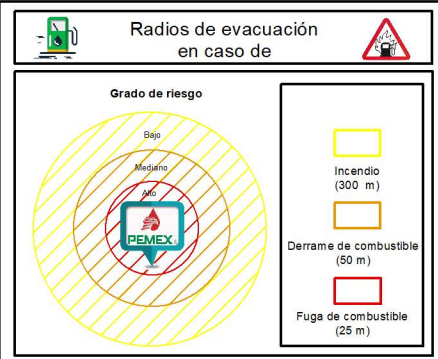 Radios de evacuación
en caso de
Grado de riesgo
Bajo
Mediano
Alto
PEMEX
Incendio
(300 m)
Derrame de combustible
(50 m)
Fuga de combustible
(25 m)